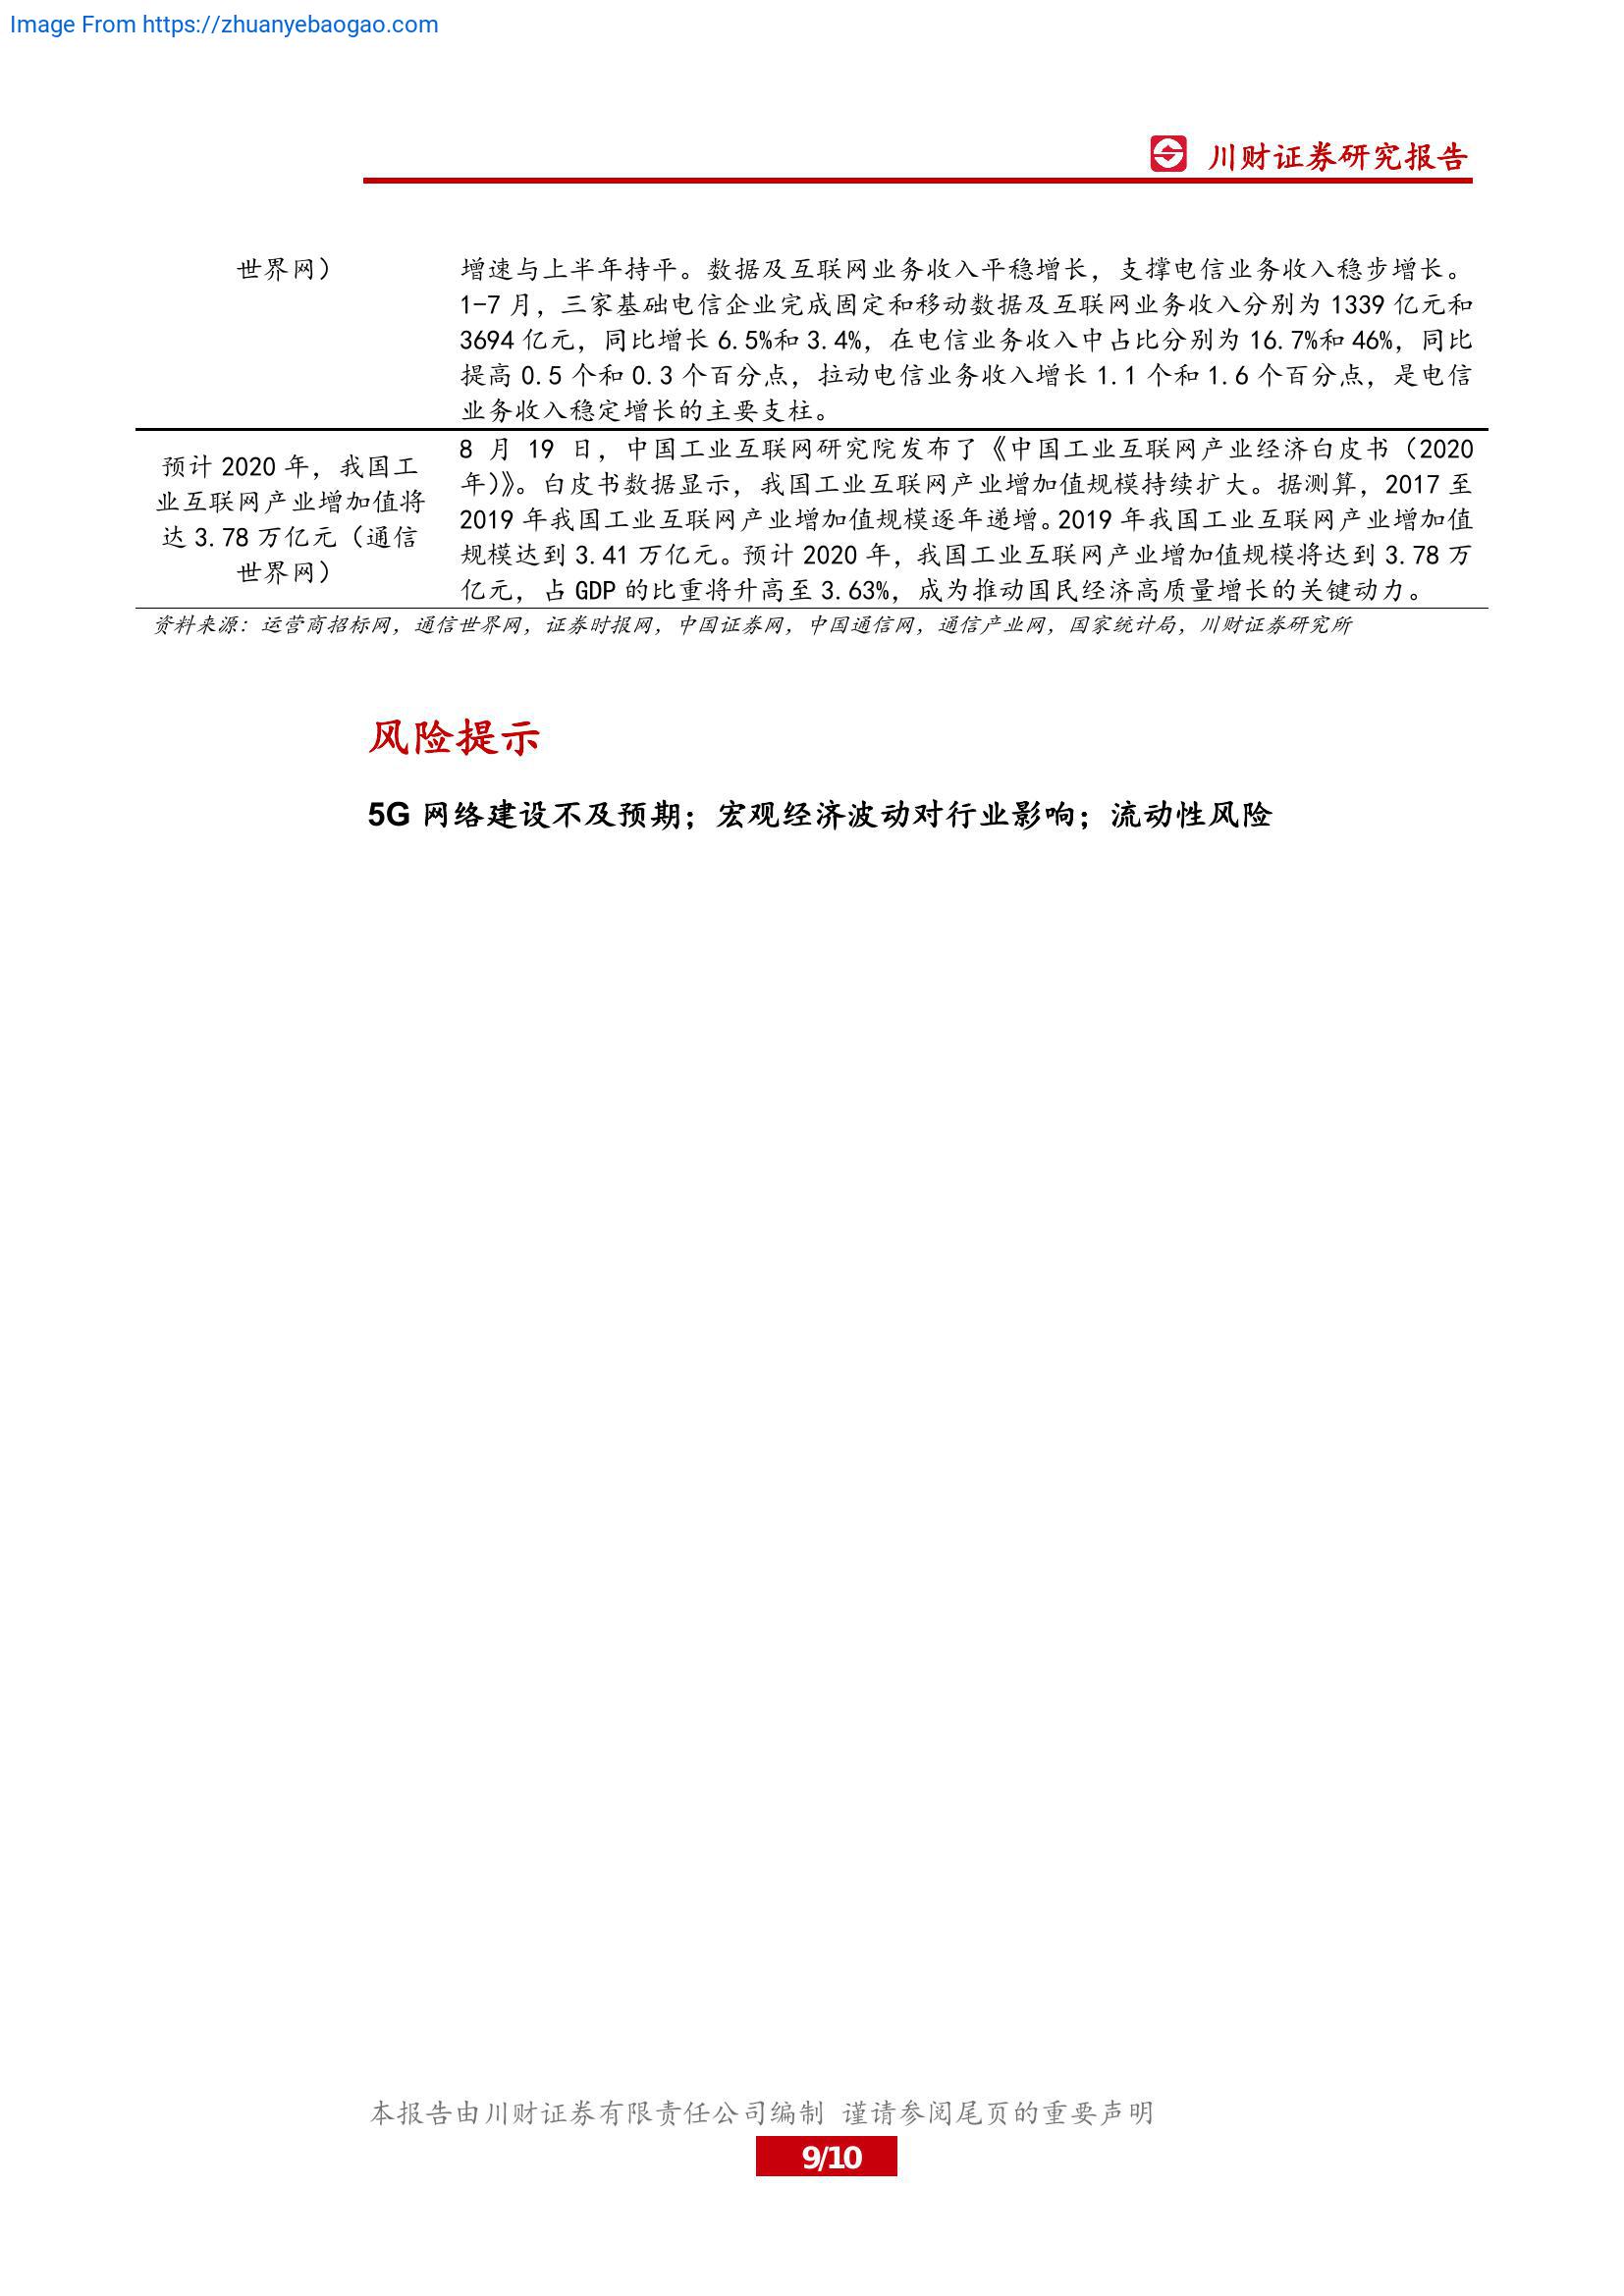 Image From https://zhuanyebaogao.com
川财证券研究报告
世界网）
增速与上半年持平。数据及互联网业务收入平稳增长，支撑电信业务收入稳步增长。
1-7 月，三家基础电信企业完成固定和移动数据及互联网业务收入分别为 1339 亿元和
3694 亿元，同比增长 6.5%和 3.4%，在电信业务收入中占比分别为 16.7%和 46%，同比
提高 0.5 个和 0.3 个百分点，拉动电信业务收入增长 1.1 个和 1.6 个百分点，是电信
业务收入稳定增长的主要支柱。
预计 2020 年，我国工
业互联网产业增加值将
达 3.78 万亿元（通信
世界网）
8 月 19 日，中国工业互联网研究院发布了《中国工业互联网产业经济白皮书（2020
年）》。白皮书数据显示，我国工业互联网产业增加值规模持续扩大。据测算，2017 至
2019 年我国工业互联网产业增加值规模逐年递增。2019 年我国工业互联网产业增加值
规模达到 3.41 万亿元。预计 2020 年，我国工业互联网产业增加值规模将达到 3.78 万
亿元，占 GDP 的比重将升高至 3.63%，成为推动国民经济高质量增长的关键动力。
资料来源：运营商招标网，通信世界网，证券时报网，中国证券网，中国通信网，通信产业网，国家统计局，川财证券研究所
风险提示
5G 网络建设不及预期；宏观经济波动对行业影响；流动性风险
本报告由川财证券有限责任公司编制 谨请参阅尾页的重要声明
9/10